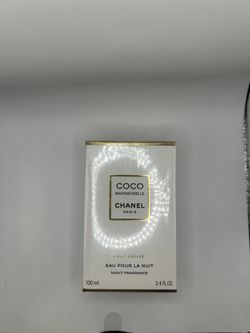 COCO
MADEMOISELLE
CHANEL
PARIS
EAU POUR LA NUIT
NIGHT FRAGRANCE
100 ml 3.4 FL.OZ.